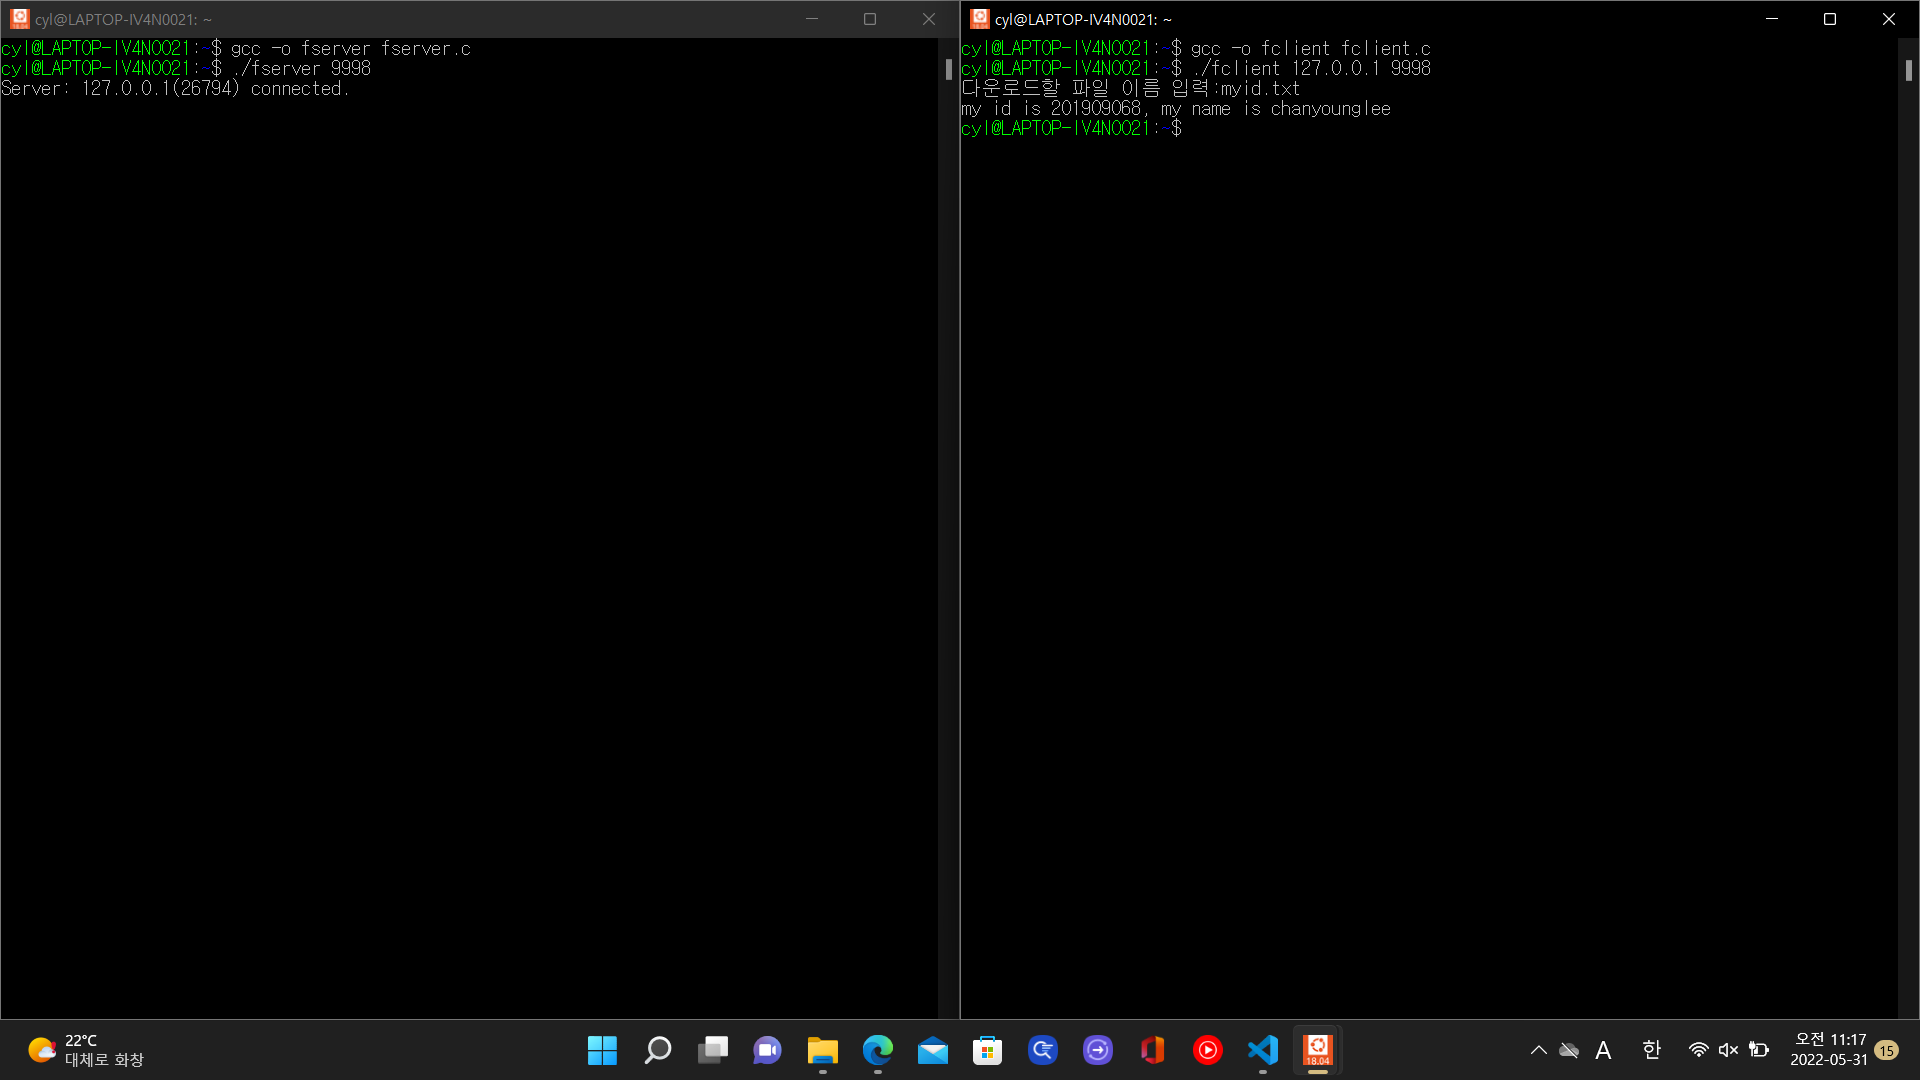 cyl@LAPTOP-IV4N0021: ~
cyl@LAPTOP-IV4N0021:~$ gcc -o fserver fserver.c
cyl@LAPTOP-IV4N0021:~$ ./fserver 9998
Server: 127.0.0.1(26794) connected.
cyl@LAPTOP-IV4N0021: ~
cyl@LAPTOP-IV4N0021:~$ gcc -o fclient fclient.c
cyl@LAPTOP-IV4N0021:~$ ./fclient 127.0.0.1 9998
다운로드할 파일 이름 입력:myid.txt
my id is 201909068, my name is chanyounglee
cyl@LAPTOP-IV4N0021:~$
22°C
대체로 화창
18.04
A
한
오전 11:17
2022-05-31
15